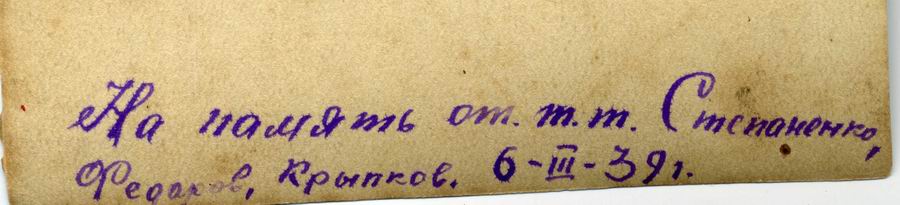 На память от. т.т. Степаненко,
Федоров, Крыпков. 6-III-39г.